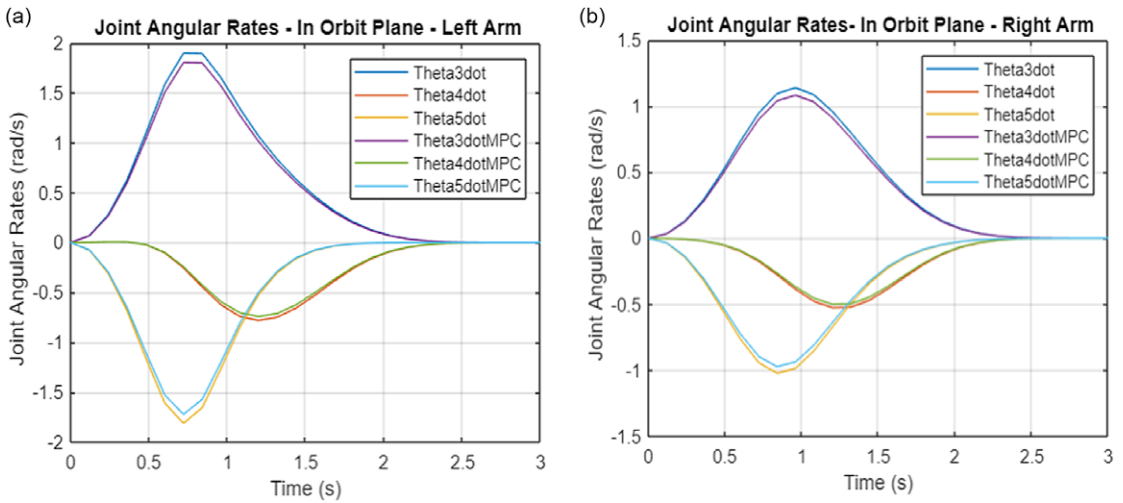 (a)
Joint Angular Rates - In Orbit Plane - Left Arm
2
1.5
1
0.5
0
-0.5
-1
-1.5
-2
Joint Angular Rates (rad/s)
Theta3dot
Theta4dot
Theta5dot
Theta3dotMPC
Theta4dotMPC
Theta5dotMPC
0 0.5 1 1.5 2 2.5 3
Time (s)
(b)
Joint Angular Rates- In Orbit Plane - Right Arm
1.5
1
0.5
0
-0.5
-1
-1.5
Joint Angular Rates (rad/s)
Theta3dot
Theta4dot
Theta5dot
Theta3dotMPC
Theta4dotMPC
Theta5dotMPC
0 0.5 1 1.5 2 2.5 3
Time (s)